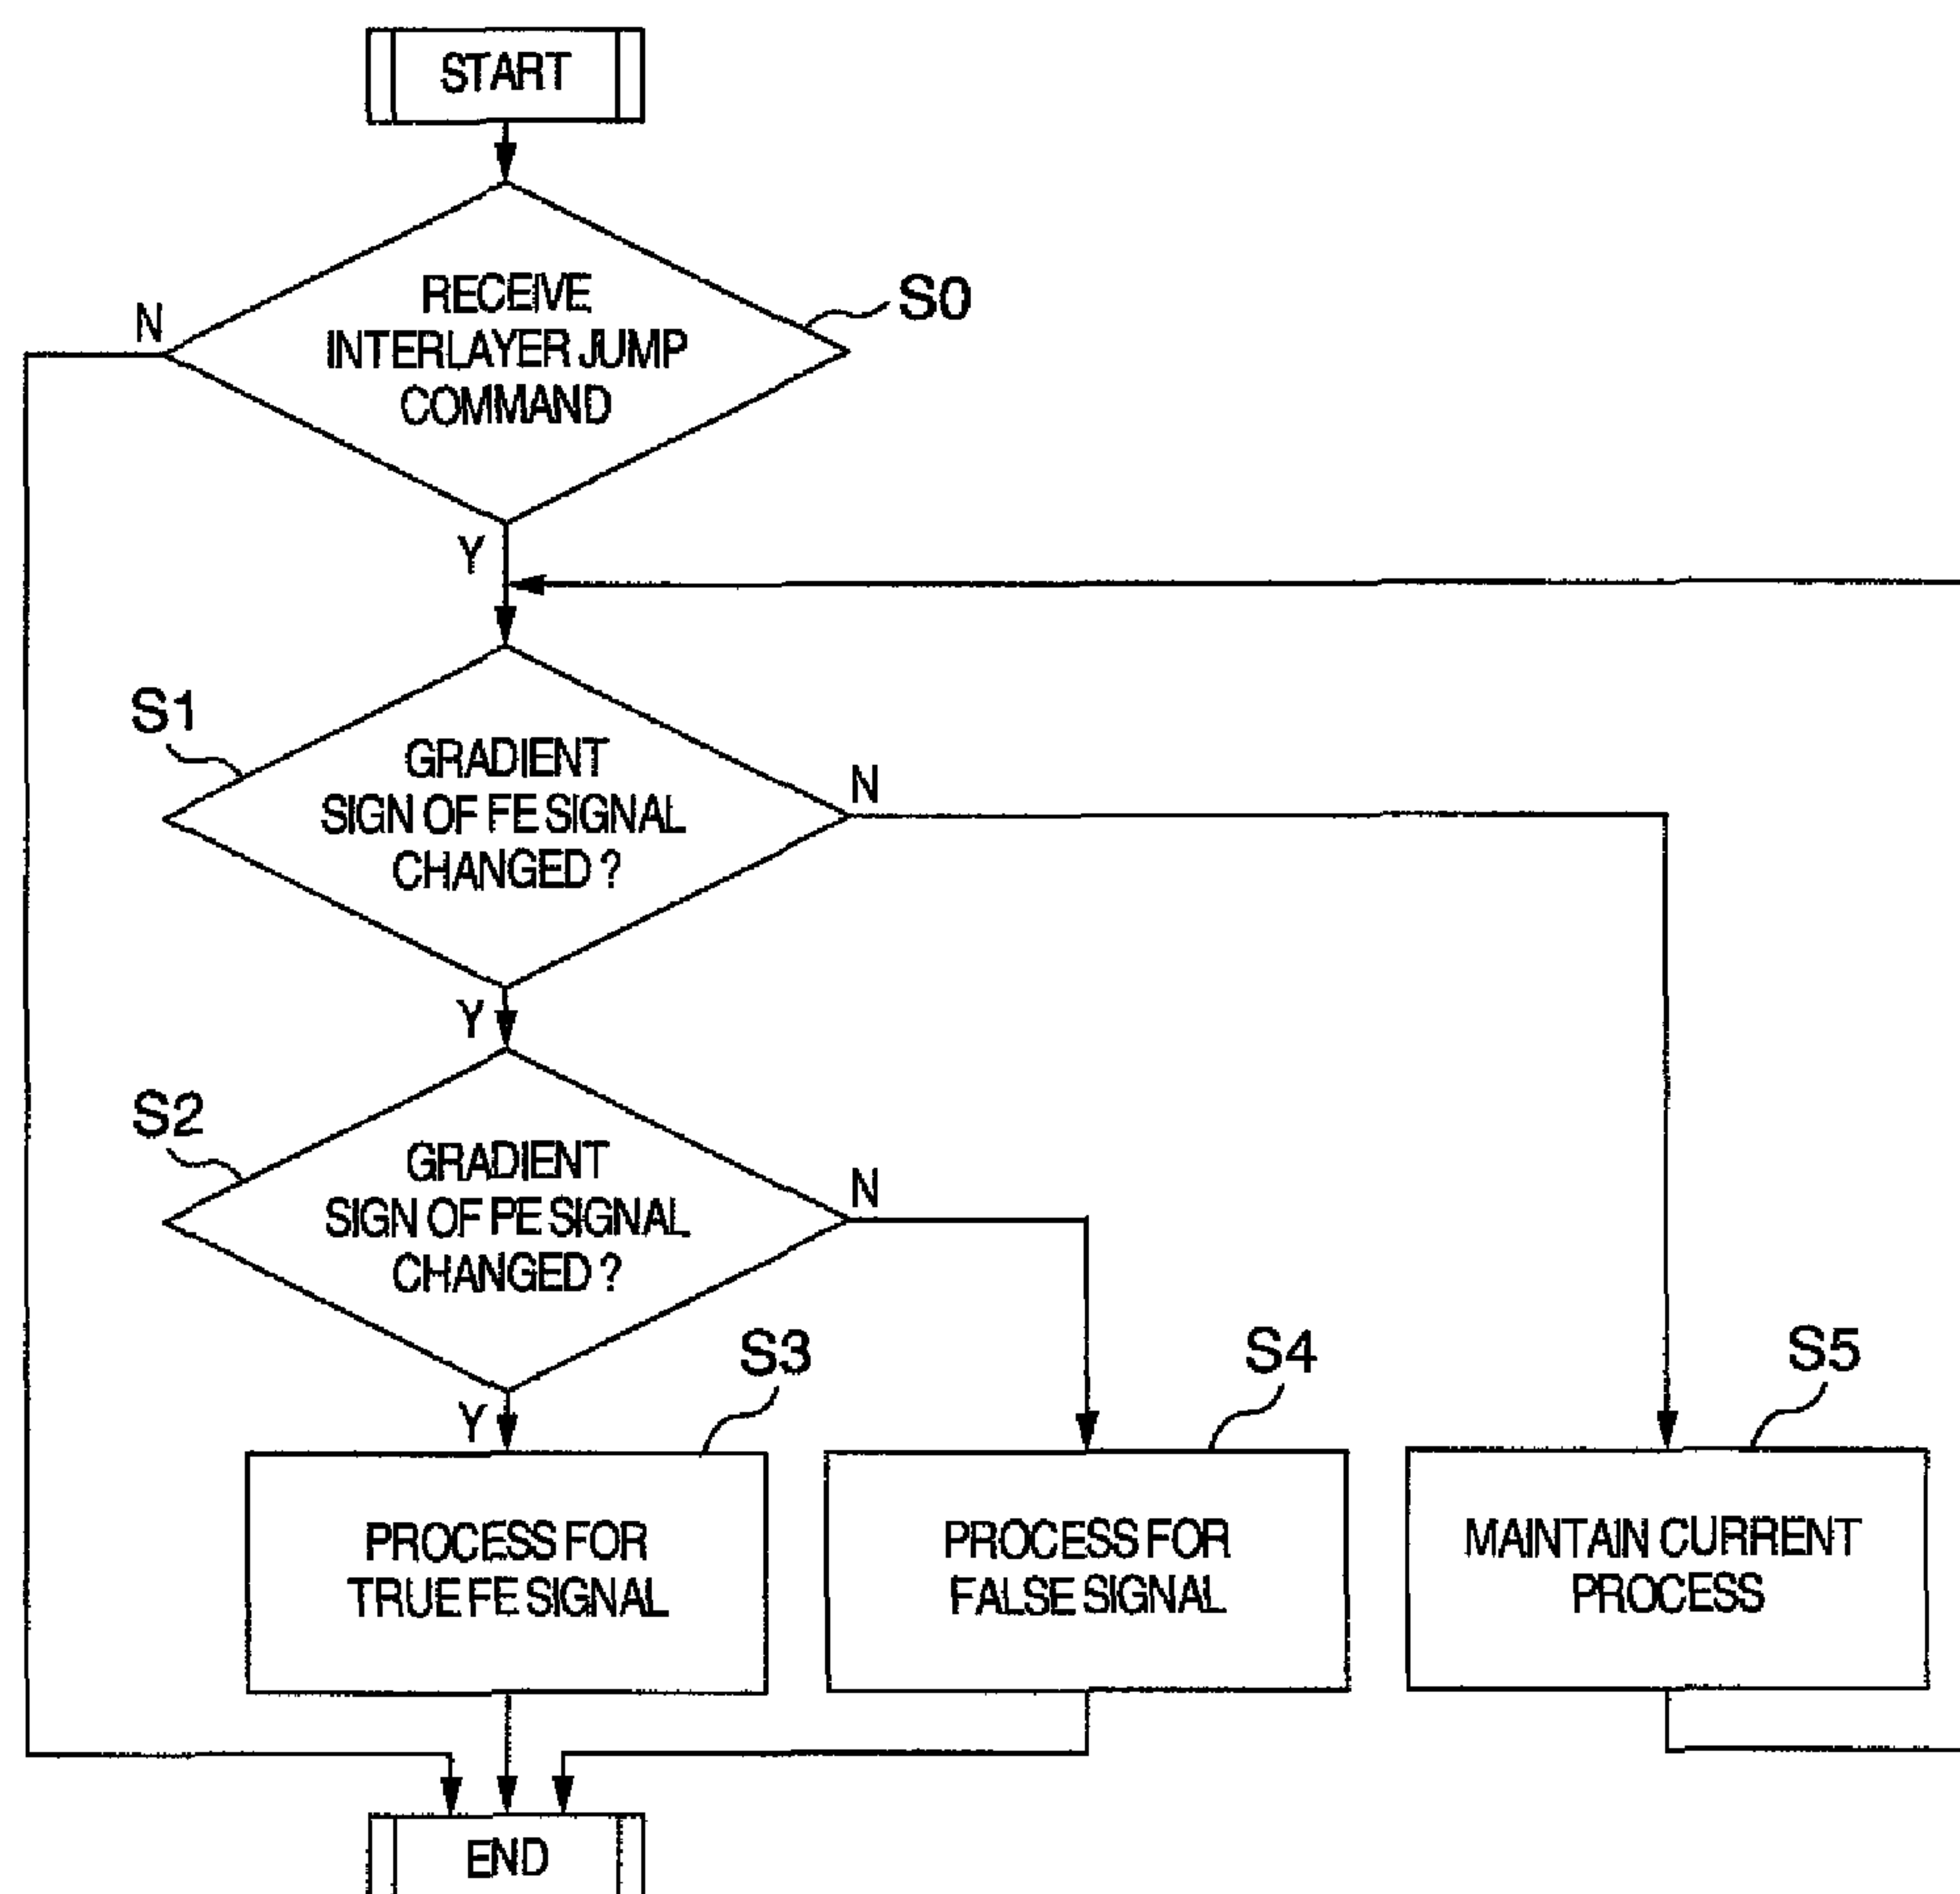 START
RECEIVE
INTERLAYER JUMP
COMMAND
S0
N
Y
S1
GRADIENT
SIGN OF FE SIGNAL
CHANGED ?
N
Y
S2
GRADIENT
SIGN OF PE SIGNAL
CHANGED ?
N
Y
S3
PROCESS FOR
TRUE FE SIGNAL
S4
PROCESS FOR
FALSE SIGNAL
S5
MAINTAIN CURRENT
PROCESS
END